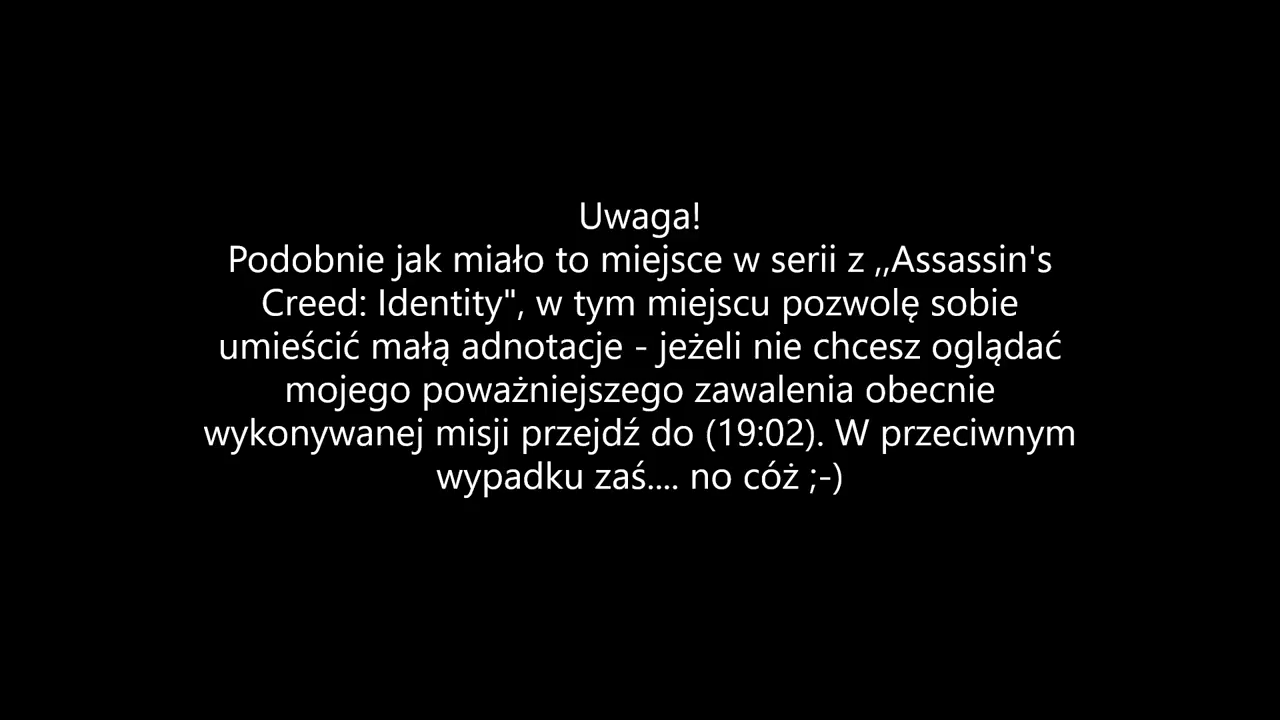 Uwaga!
Podobnie jak miało to miejsce w serii z ,,Assassin's
Creed: Identity", w tym miejscu pozwolę sobie
umieścić małą adnotacje - jeżeli nie chcesz oglądać
mojego poważniejszego zawalenia obecnie
wykonywanej misji przejdź do (19:02). W przeciwnym
wypadku zaś.... no cóż ;-)